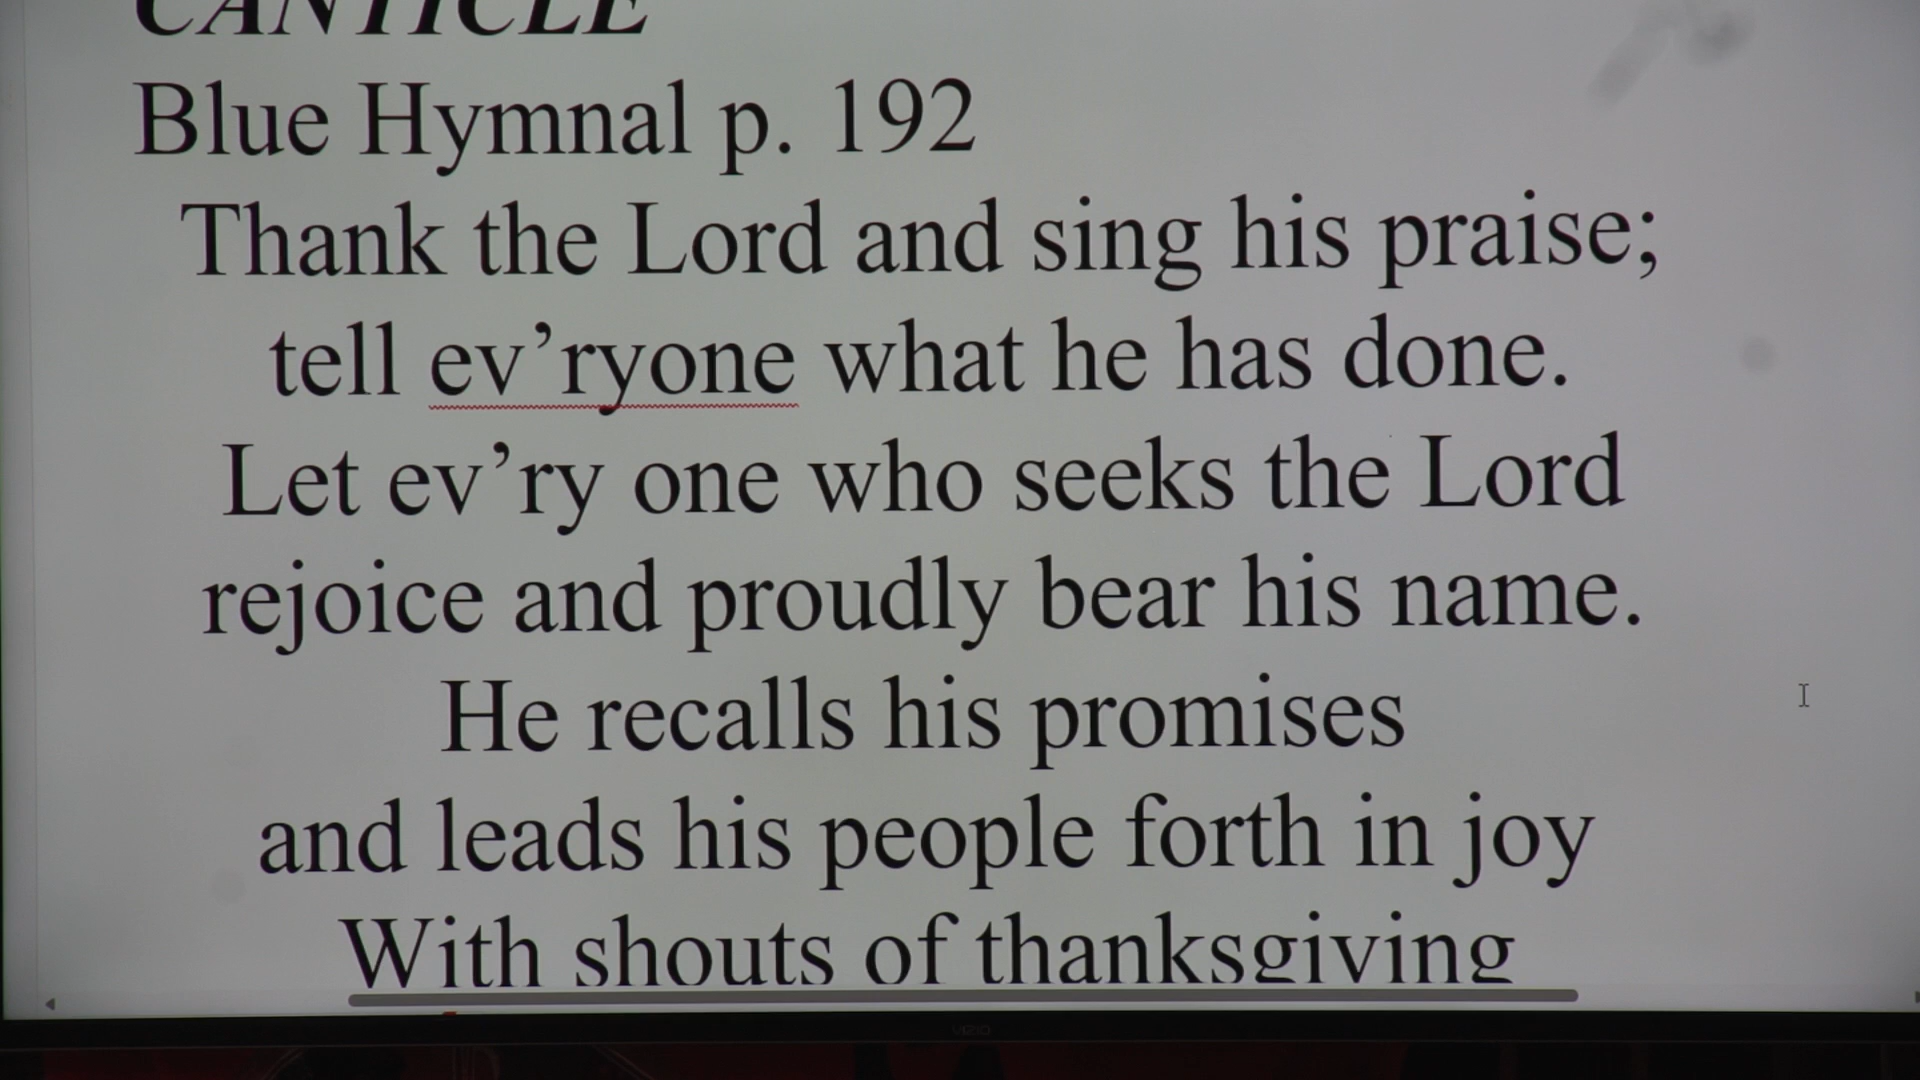 CANTICLE
Blue Hymnal p. 192
Thank the Lord and sing his praise;
tell ev’ryone what he has done.
Let ev’ry one who seeks the Lord
rejoice and proudly bear his name.
He recalls his promises
and leads his people forth in joy
With shouts of thanksgiving
VIZIO